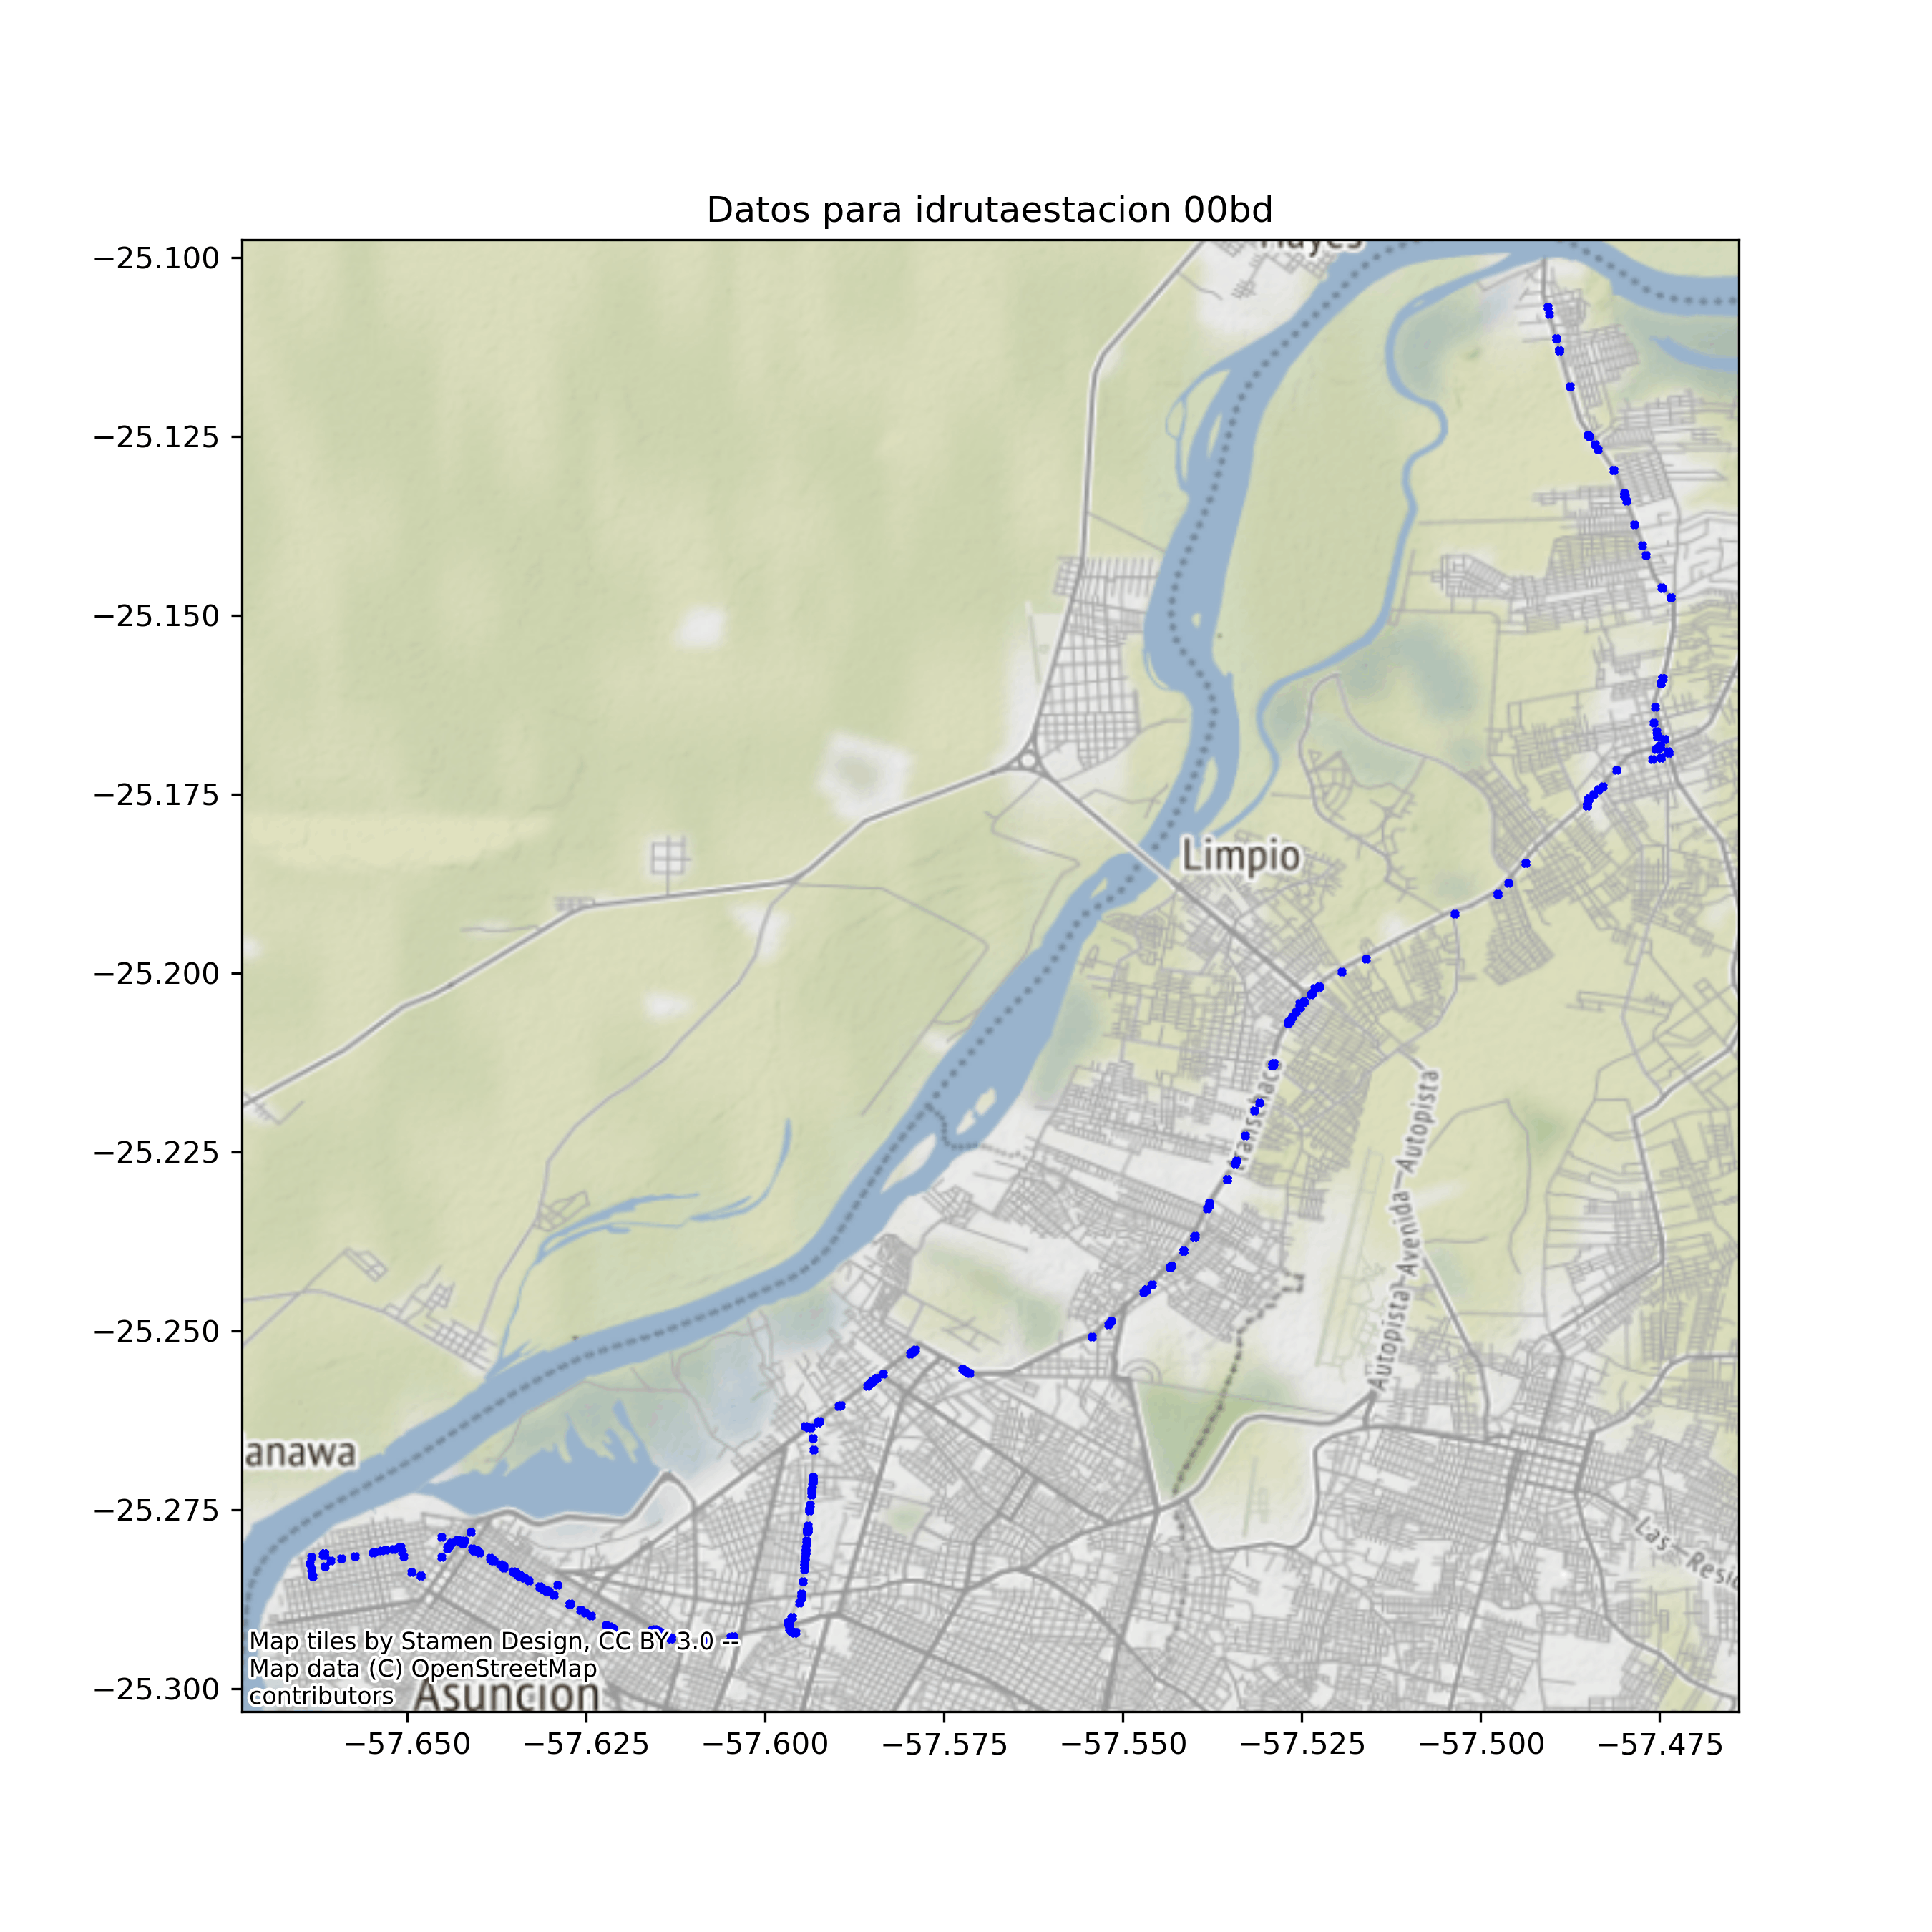 Datos para idrutaestacion 00bd
Hayes
−25.100
−25.125
−25.150
−25.175
Limpio
−25.200
Transchaco
−25.225
Autopista Avenida Autopista
−25.250
anawa
−25.275
Las Resid
Map tiles by Stamen Design, CC BY 3.0 --
Map data (C) OpenStreetMap
contributors
Asuncion
−25.300
−57.650 −57.625 −57.600 −57.575 −57.550 −57.525 −57.500 −57.475